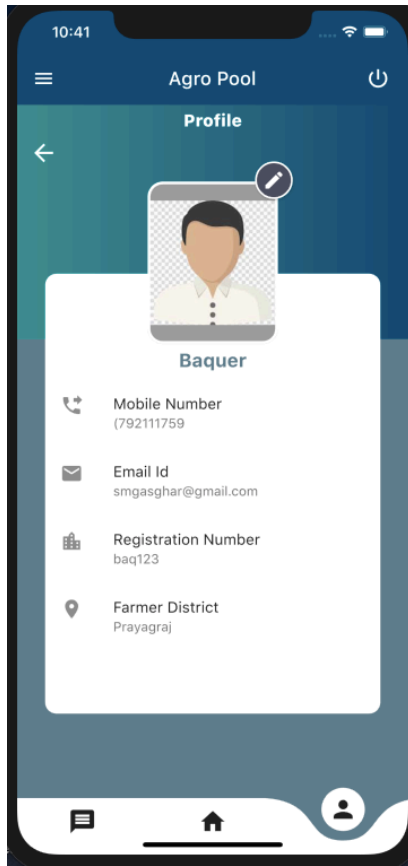 10:41
Agro Pool
Profile
Baquer
Mobile Number
(792111759
Email Id
smgasghar@gmail.com
Registration Number
baq123
Farmer District
Prayagraj